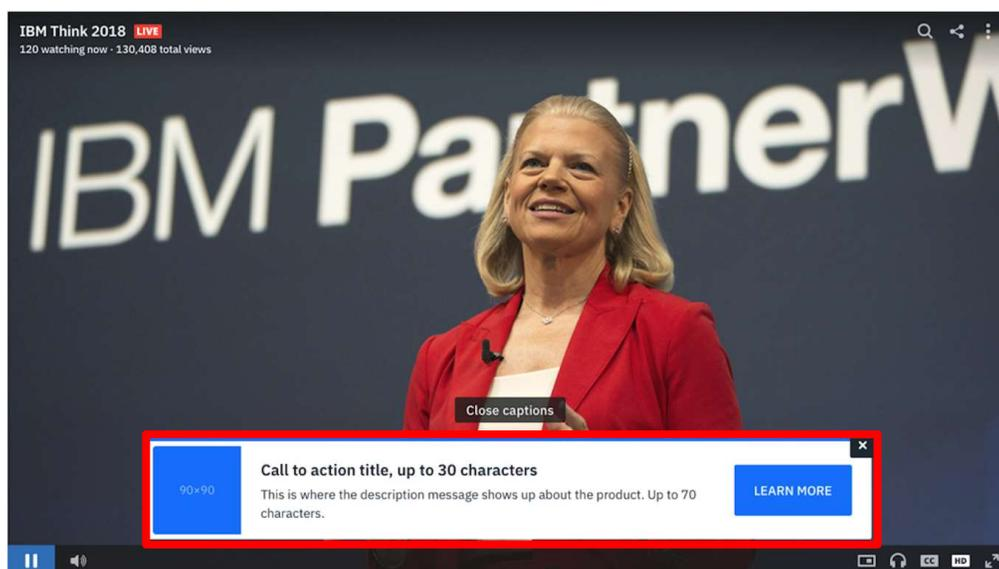 IBM Think 2018 LIVE
120 watching now · 130,408 total views
IBM PartnerW
Close captions
×
Call to action title, up to 30 characters
90×90
This is where the description message shows up about the product. Up to 70
characters.
LEARN MORE
CC HD